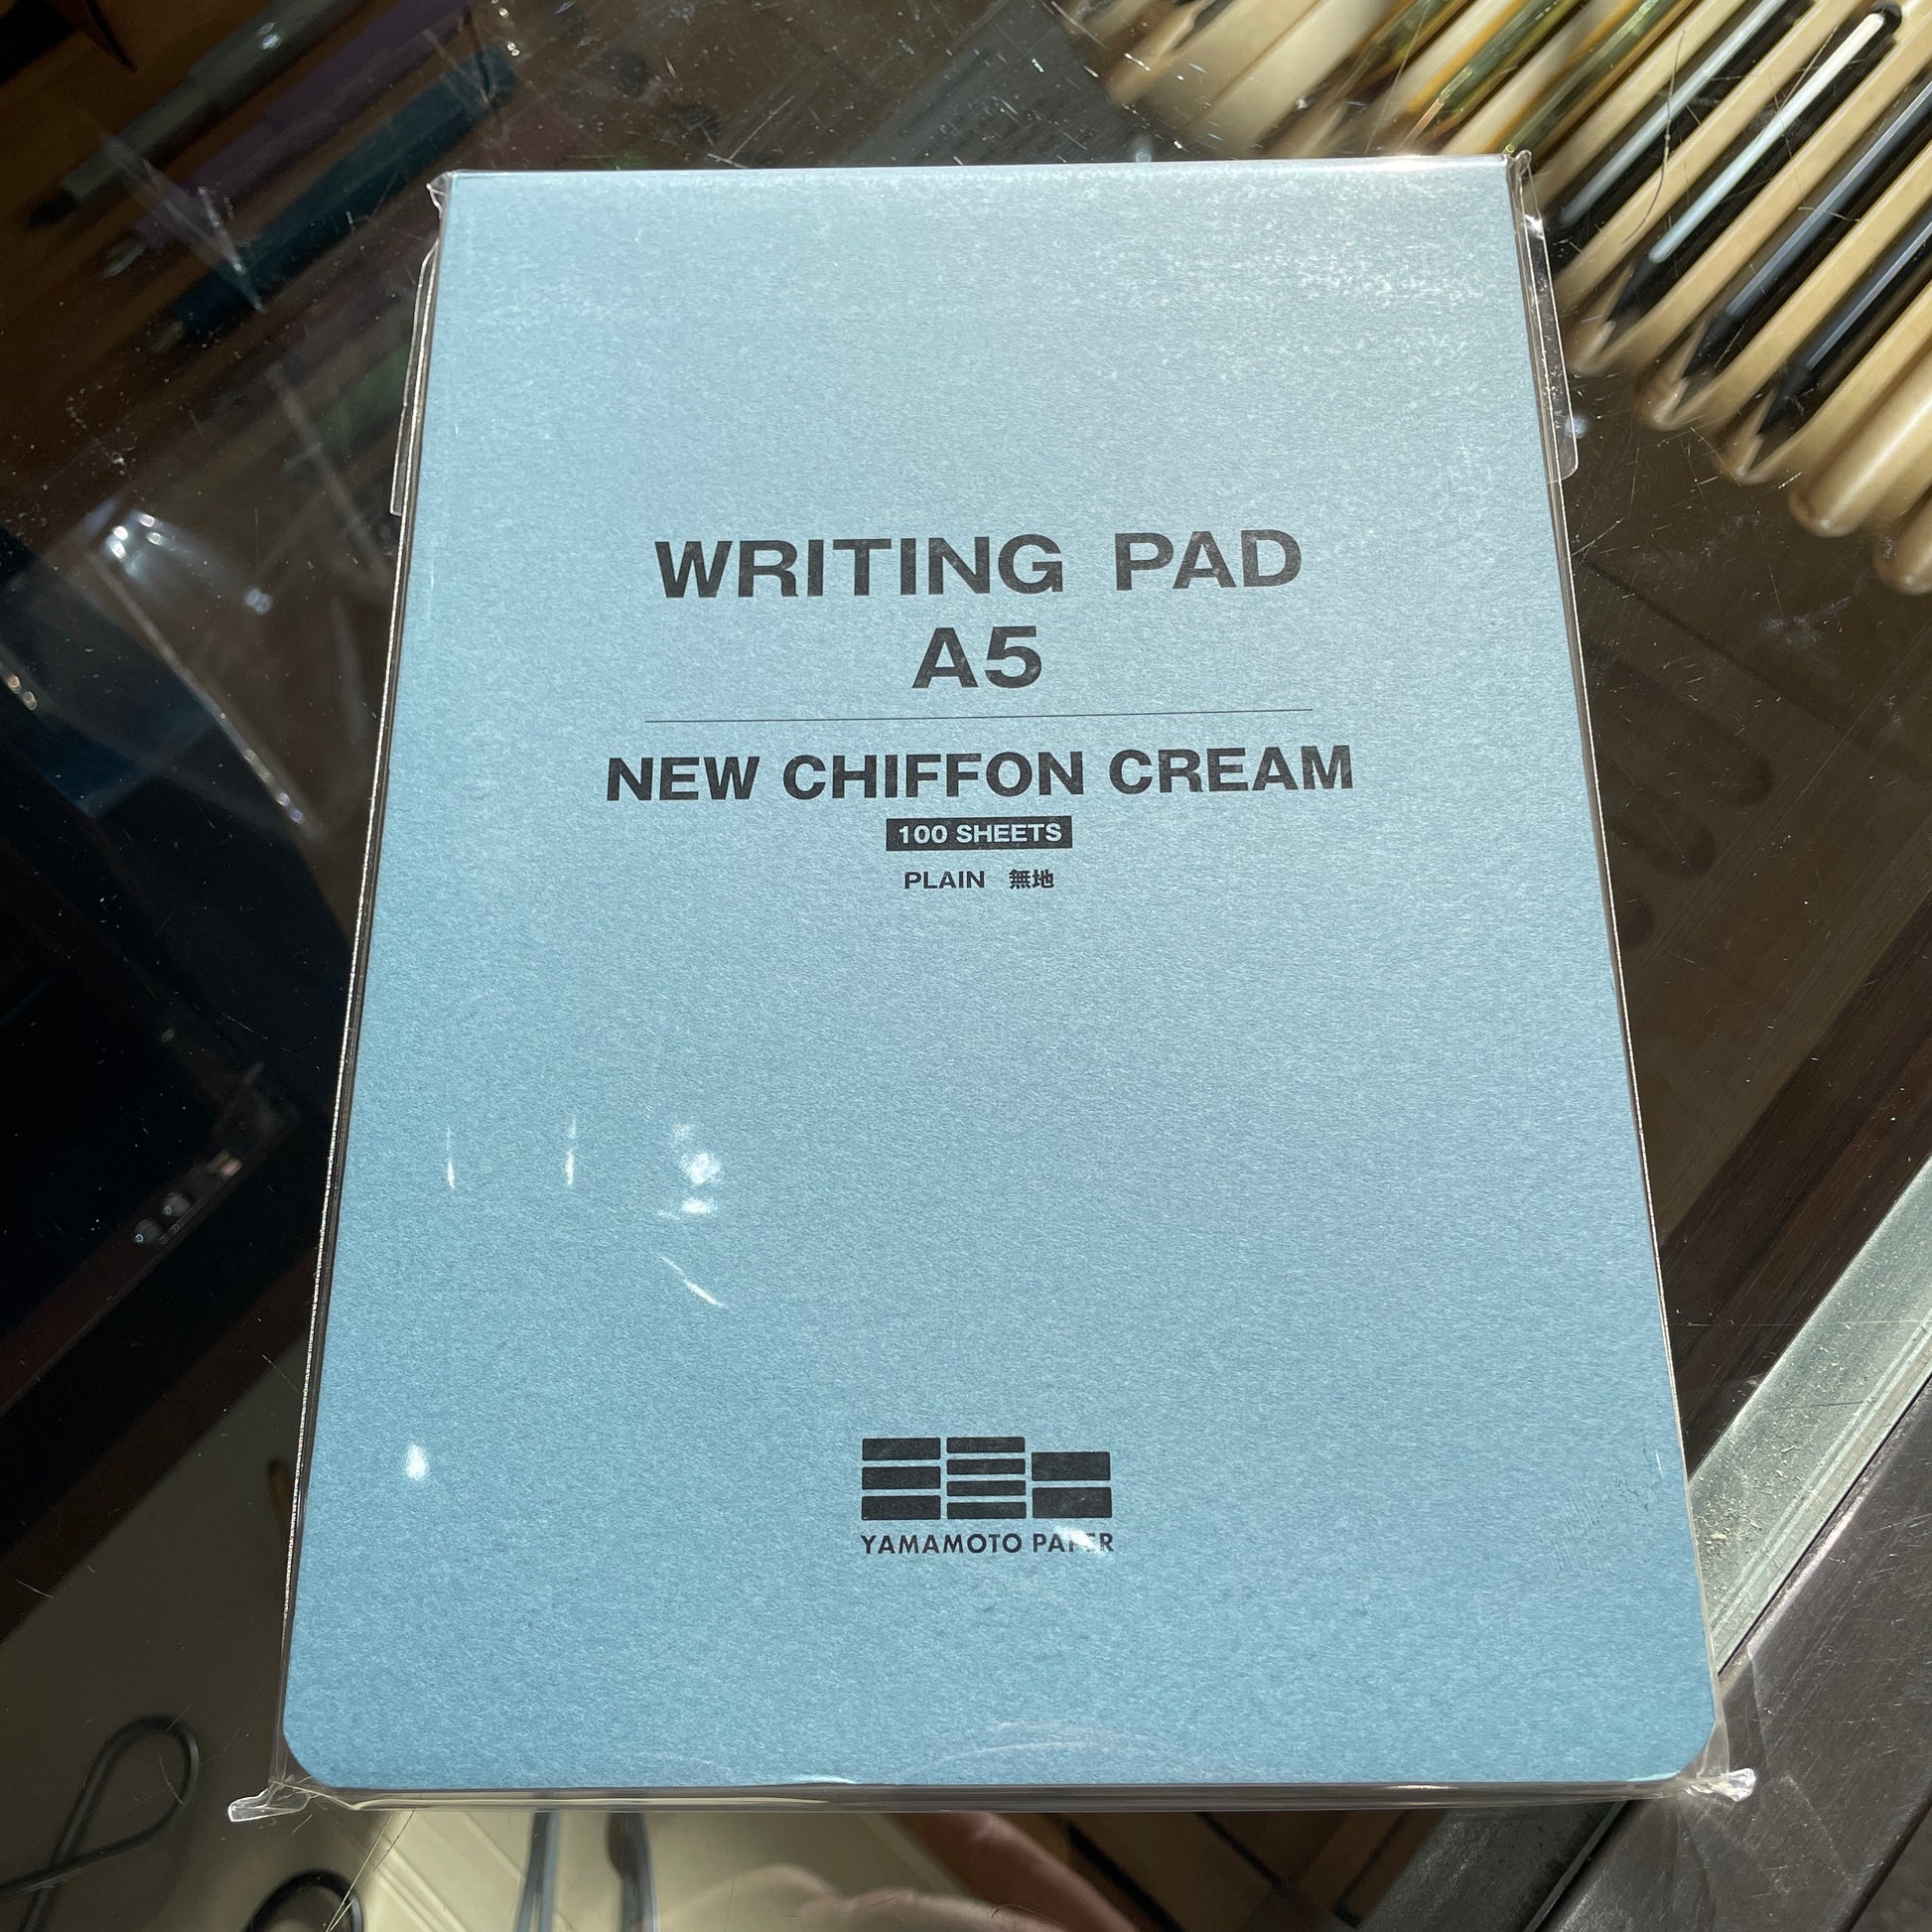 WRITING PAD
A5
NEW CHIFFON CREAM
100 SHEETS
PLAIN 無地
YAMAMOTO PAPER